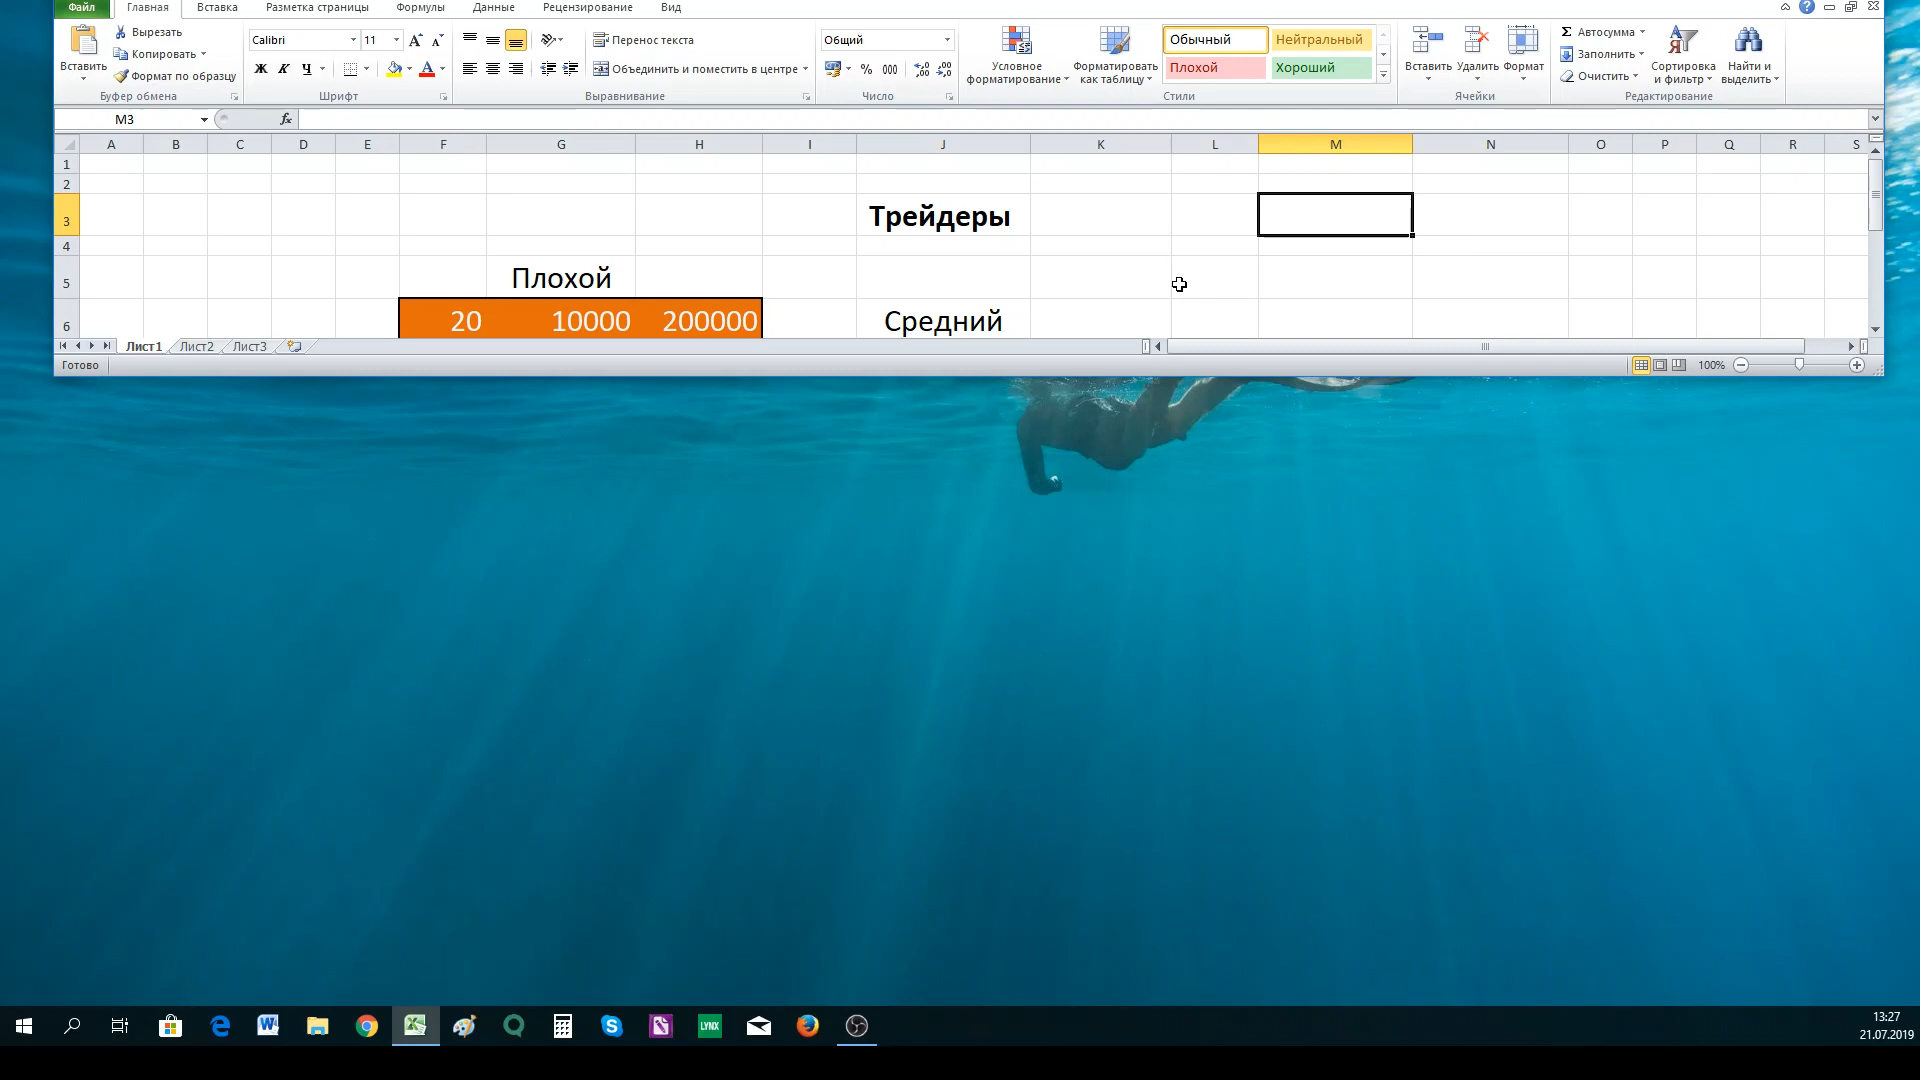 Файл Главная Вставка Разметка страницы Формулы Данные Рецензирование Вид
Вставить
Вырезать
Копировать
Формат по образцу
Буфер обмена
Calibri 11
Ж К Ч
Шрифт
Перенос текста
Объединить и поместить в центре
Выравнивание
Общий
% 000
Число
Условное форматирование
Форматировать как таблицу
Обычный Нейтральный
Плохой Хороший
Стили
Вставить Удалить Формат
Ячейки
Σ Автосумма
Заполнить
Очистить
Сортировка и фильтр
Найти и выделить
Редактирование
M3 fx
A B C D E F G H I J K L M N O P Q R S
1
2
3 Трейдеры
4
5 Плохой
6 20 10000 200000 Средний
Лист1 Лист2 Лист3
Готово 100%
LYNX
13:27
21.07.2019